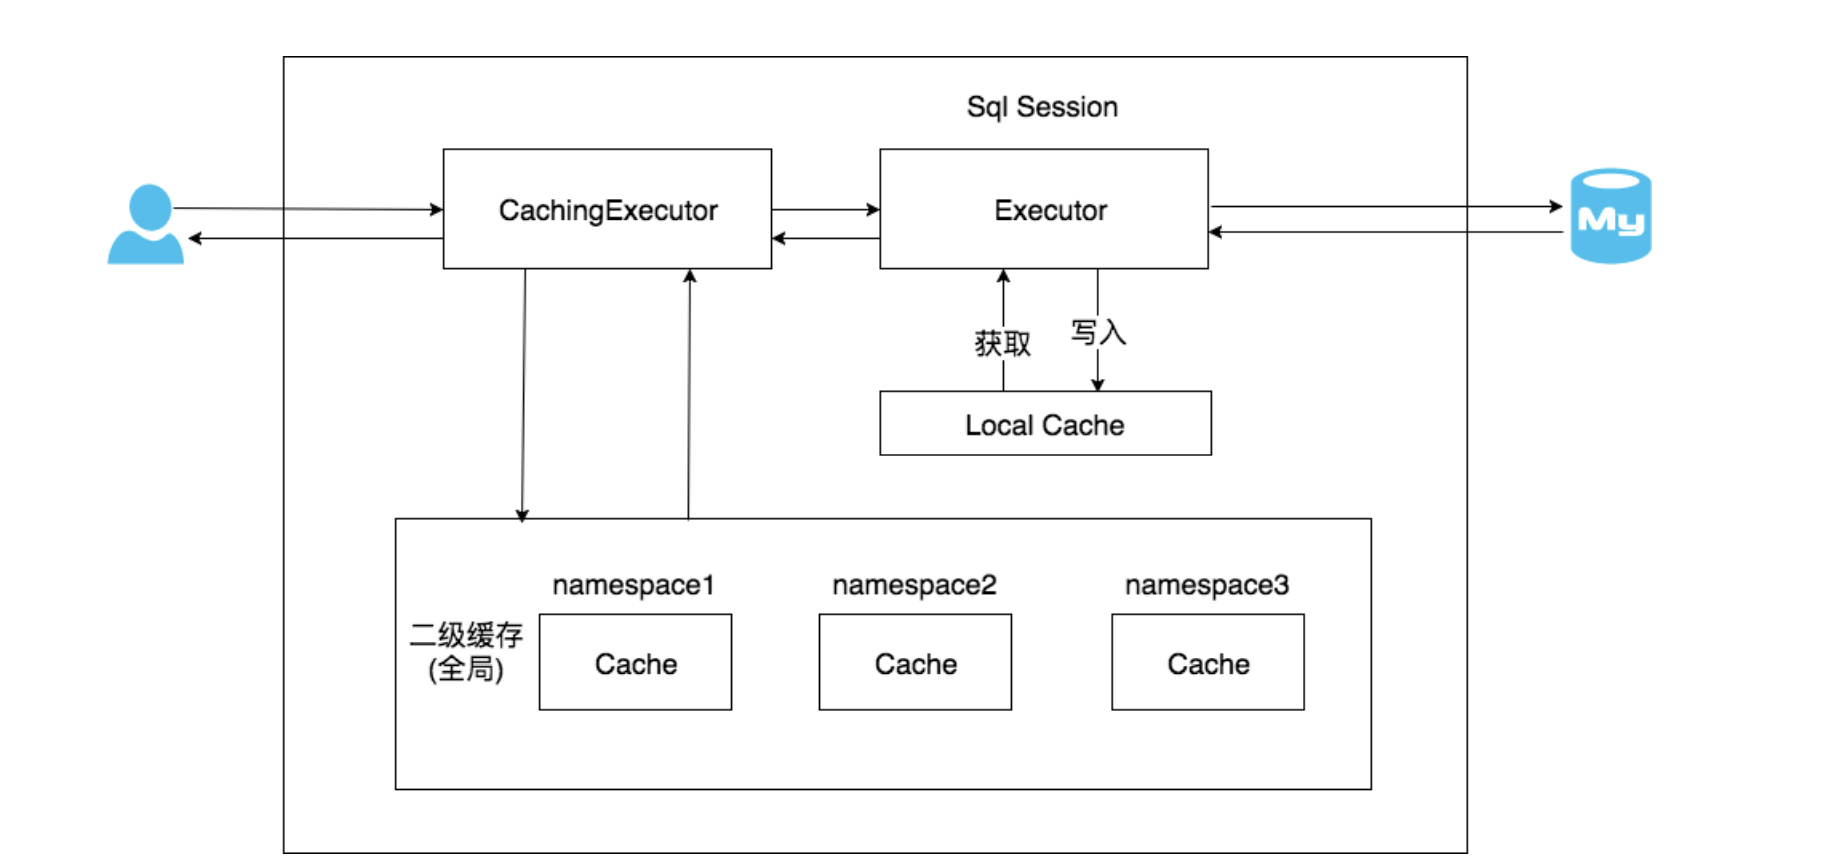 Sql Session
CachingExecutor
Executor
My
获取
写入
Local Cache
namespace1
namespace2
namespace3
二级缓存
(全局)
Cache
Cache
Cache